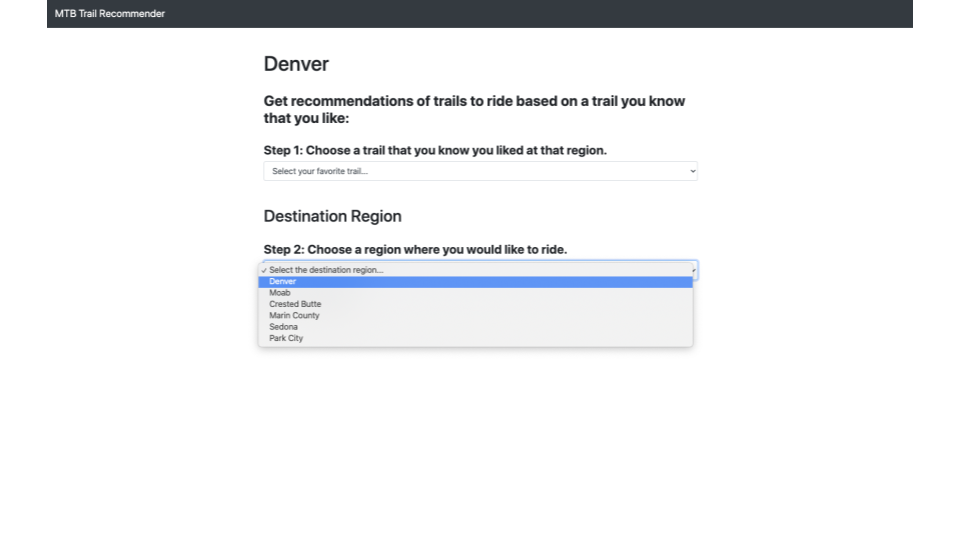 MTB Trail Recommender
Denver
Get recommendations of trails to ride based on a trail you know
that you like:
Step 1: Choose a trail that you know you liked at that region.
Select your favorite trail...
Destination Region
Step 2: Choose a region where you would like to ride.
✓ Select the destination region...
Denver
Moab
Crested Butte
Marin County
Sedona
Park City